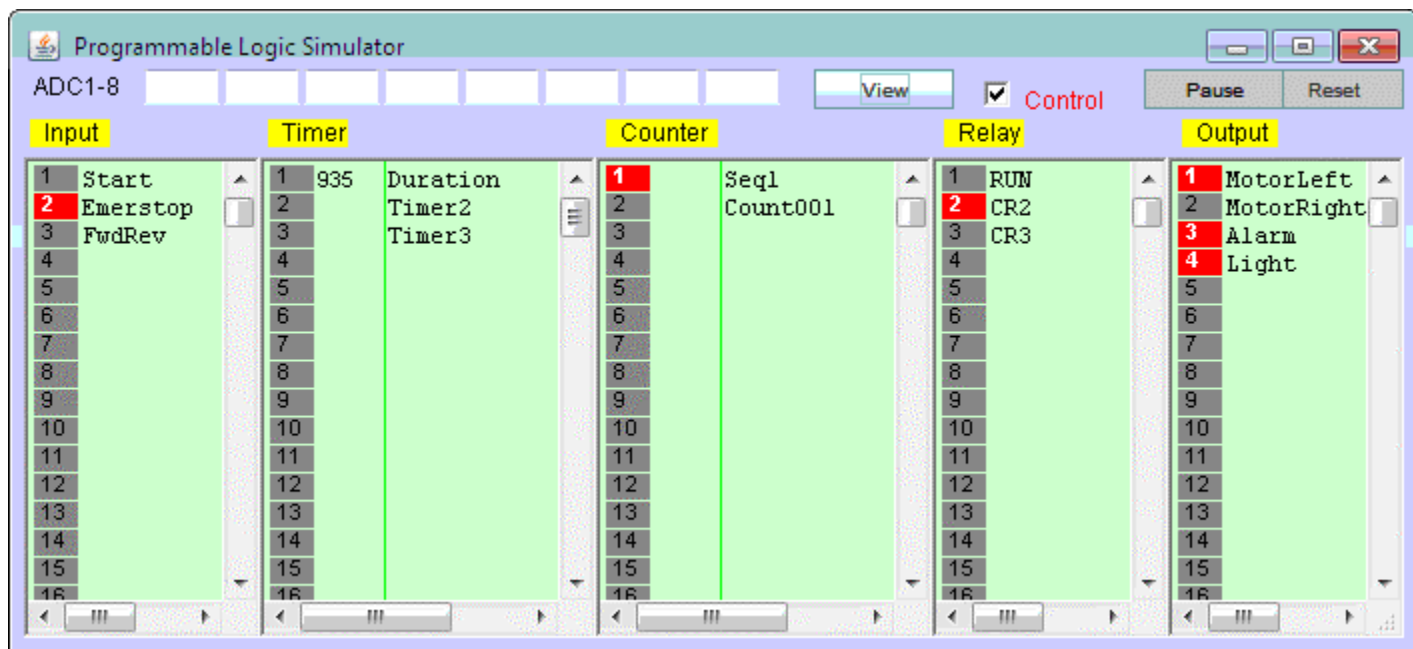 Programmable Logic Simulator
ADC1-8 View Control Pause Reset
Input Timer Counter Relay Output
1 Start 1 935 Duration 1 Seq1 1 RUN 1 MotorLeft
2 Emerstop 2 Timer2 2 Count001 2 CR2 2 MotorRight
3 FwdRev 3 Timer3 3 3 CR3 3 Alarm
4 4 4 4 4 Light
5 5 5 5 5
6 6 6 6 6
7 7 7 7 7
8 8 8 8 8
9 9 9 9 9
10 10 10 10 10
11 11 11 11 11
12 12 12 12 12
13 13 13 13 13
14 14 14 14 14
15 15 15 15 15
16 16 16 16 16